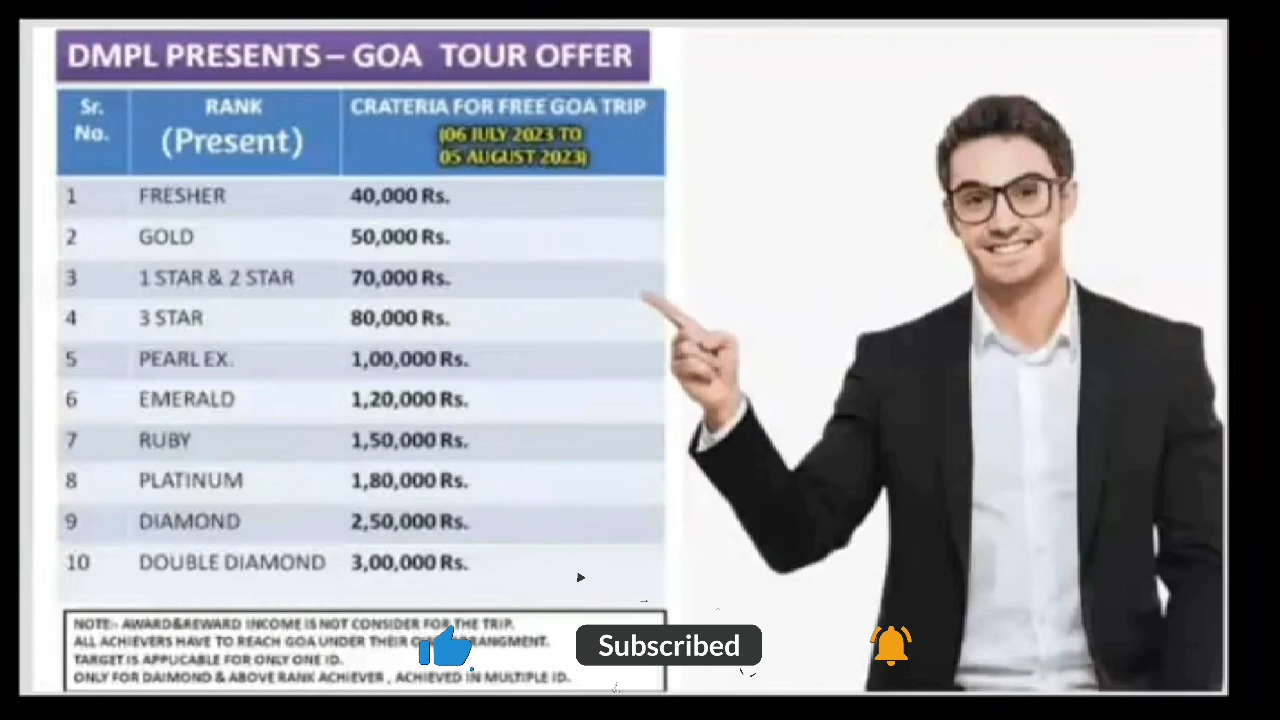 DMPL PRESENTS – GOA TOUR OFFER
Sr. No.
RANK (Present)
CRATERIA FOR FREE GOA TRIP
(06 JULY 2023 TO
05 AUGUST 2023)
1 FRESHER 40,000 Rs.
2 GOLD 50,000 Rs.
3 1 STAR & 2 STAR 70,000 Rs.
4 3 STAR 80,000 Rs.
5 PEARL EX. 1,00,000 Rs.
6 EMERALD 1,20,000 Rs.
7 RUBY 1,50,000 Rs.
8 PLATINUM 1,80,000 Rs.
9 DIAMOND 2,50,000 Rs.
10 DOUBLE DIAMOND 3,00,000 Rs.
NOTE:- AWARD&REWARD INCOME IS NOT CONSIDER FOR THE TRIP.
ALL ACHIEVERS HAVE TO REACH GOA UNDER THEIR
TARGET IS APPLICABLE FOR ONLY ONE ID.
ONLY FOR DAIMOND & ABOVE RANK ACHIEVER , ACHIEVED IN MULTIPLE ID.
Subscribed